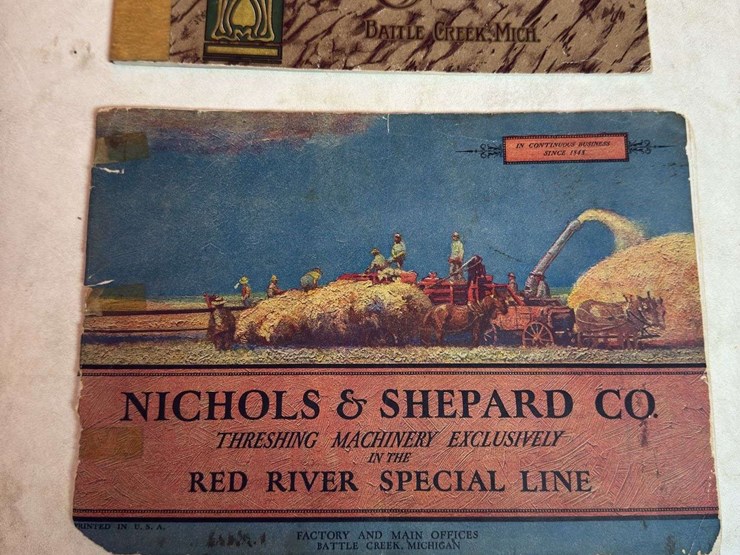 BATTLE CREEK, MICH.
IN CONTINUOUS BUSINESS
SINCE 1848
NICHOLS & SHEPARD CO.
THRESHING MACHINERY EXCLUSIVELY
IN THE
RED RIVER SPECIAL LINE
PRINTED IN U. S. A.
FACTORY AND MAIN OFFICES
BATTLE CREEK, MICHIGAN